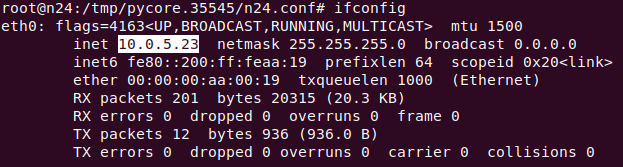 root@n24:/tmp/pycore.35545/n24.conf# ifconfig
eth0: flags=4163<UP,BROADCAST,RUNNING,MULTICAST>  mtu 1500
        inet 10.0.5.23  netmask 255.255.255.0  broadcast 0.0.0.0
        inet6 fe80::200:ff:feaa:19  prefixlen 64  scopeid 0x20<link>
        ether 00:00:00:aa:00:19  txqueuelen 1000  (Ethernet)
        RX packets 201  bytes 20315 (20.3 KB)
        RX errors 0  dropped 0  overruns 0  frame 0
        TX packets 12  bytes 936 (936.0 B)
        TX errors 0  dropped 0 overruns 0  carrier 0  collisions 0